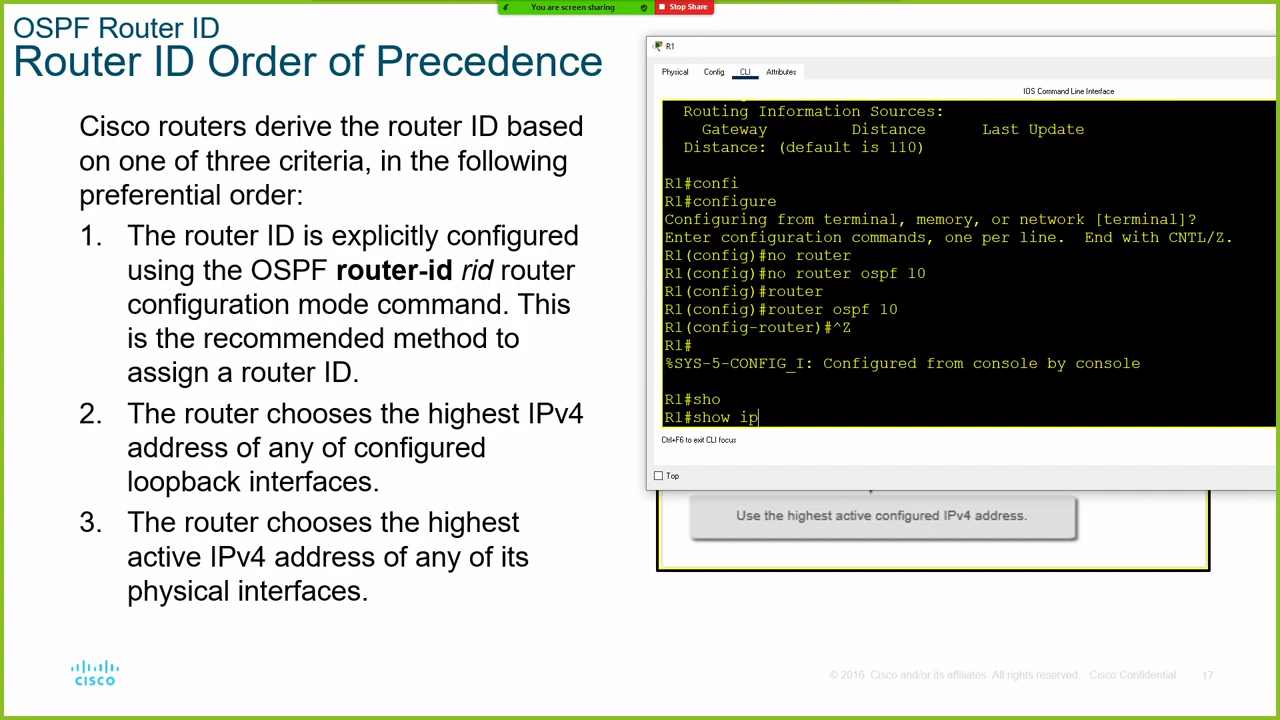 You are screen sharing
Stop Share
OSPF Router ID
Router ID Order of Precedence
Cisco routers derive the router ID based
on one of three criteria, in the following
preferential order:
1. The router ID is explicitly configured
using the OSPF router-id rid router
configuration mode command. This
is the recommended method to
assign a router ID.
2. The router chooses the highest IPv4
address of any of configured
loopback interfaces.
3. The router chooses the highest
active IPv4 address of any of its
physical interfaces.
R1
Physical Config CLI Attributes
IOS Command Line Interface
Routing Information Sources:
Gateway Distance Last Update
Distance: (default is 110)
R1#confi
R1#configure
Configuring from terminal, memory, or network [terminal]?
Enter configuration commands, one per line. End with CNTL/Z.
R1(config)#no router
R1(config)#no router ospf 10
R1(config)#router
R1(config)#router ospf 10
R1(config-router)#^Z
R1#
%SYS-5-CONFIG_I: Configured from console by console
R1#sho
R1#show ip
Ctrl+F6 to exit CLI focus
Top
Use the highest active configured IPv4 address.
CISCO
© 2016 Cisco and/or its affiliates. All rights reserved. Cisco Confidential 17